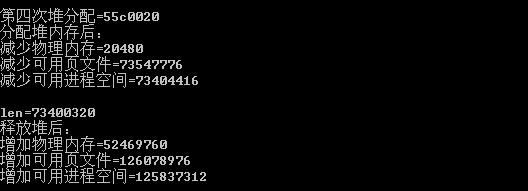 第四次堆分配=55c0020
分配堆内存后:
减少物理内存=20480
减少可用页文件=73547776
减少可用进程空间=73404416
len=73400320
释放堆后:
增加物理内存=52469760
增加可用页文件=126078976
增加可用进程空间=125837312